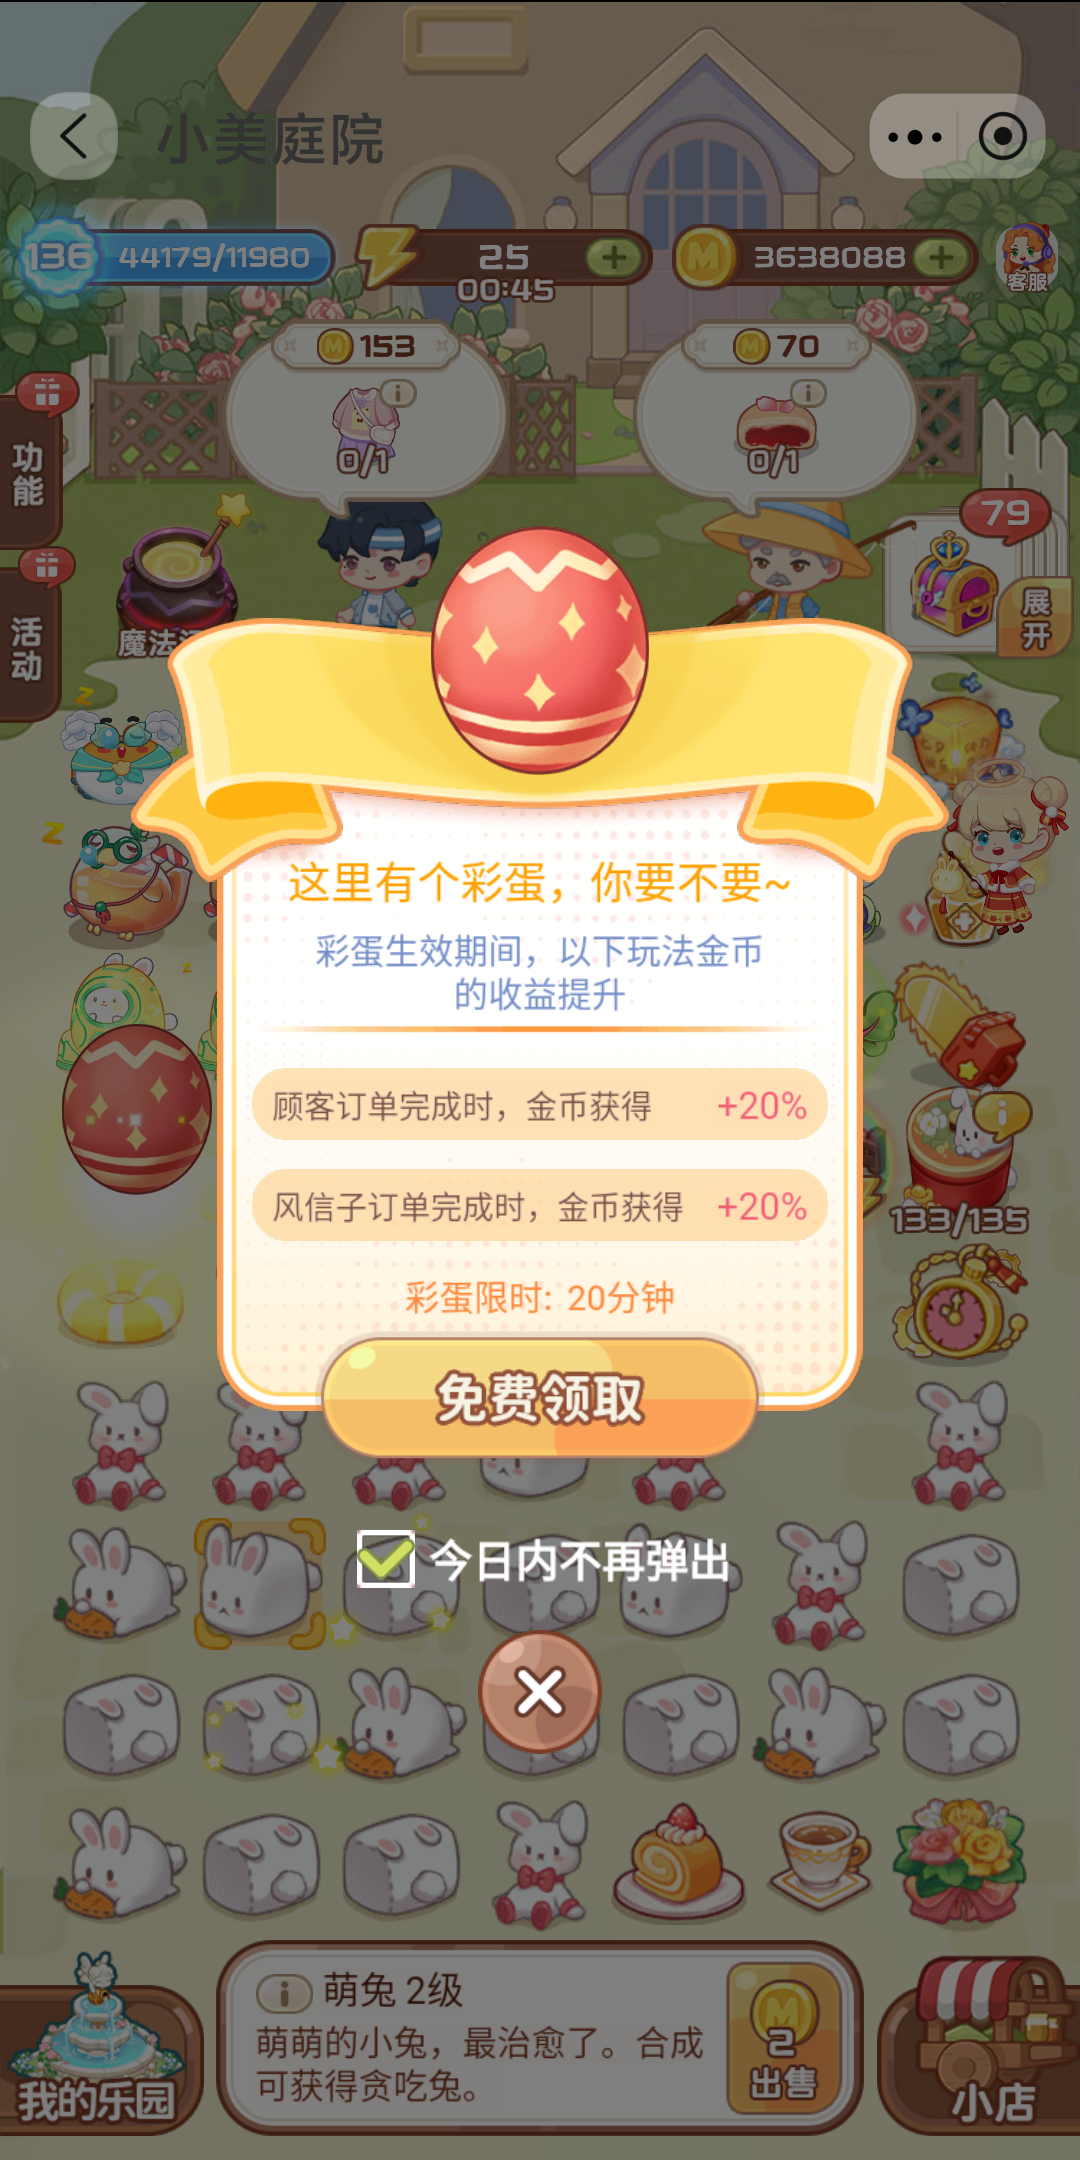 小美庭院
136
44179/11980
25
00:45
3638088
客服
153
70
0/1
0/1
功能
活动
79
展开
魔法
这里有个彩蛋，你要不要~
彩蛋生效期间，以下玩法金币
的收益提升
顾客订单完成时，金币获得 +20%
风信子订单完成时，金币获得 +20%
133/135
彩蛋限时: 20分钟
免费领取
今日内不再弹出
萌兔 2级
萌萌的小兔，最治愈了。合成
可获得贪吃兔。
2
出售
我的乐园
小店